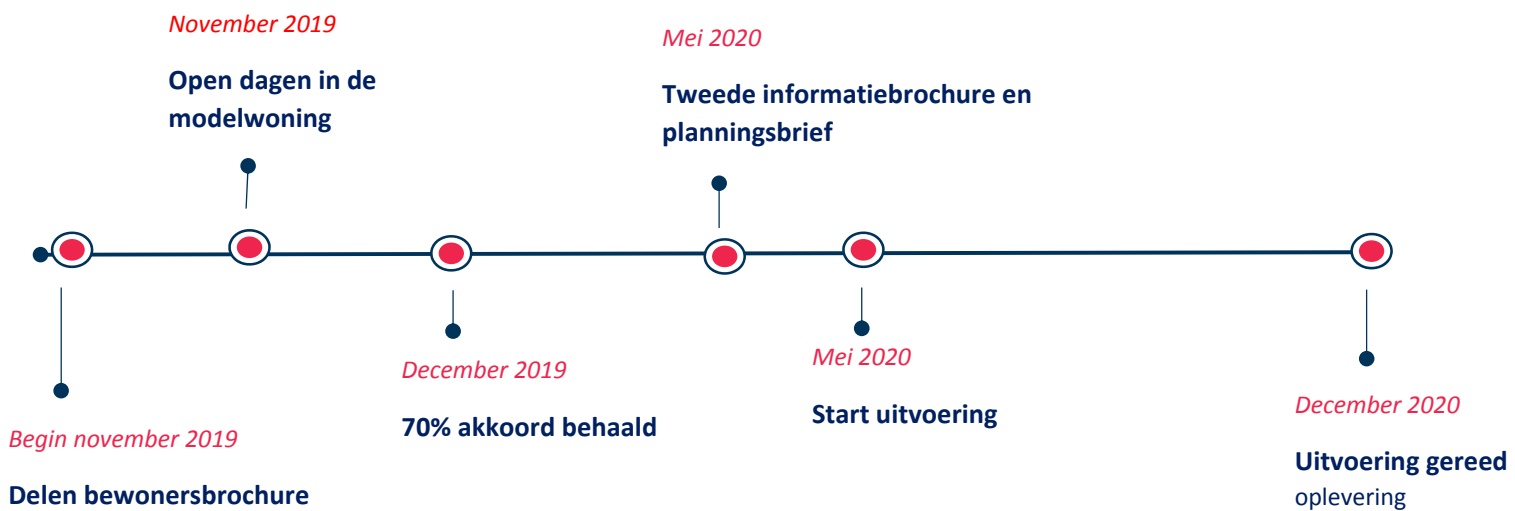 November 2019
Open dagen in de
modelwoning
Mei 2020
Tweede informatiebrochure en
planningsbrief
Begin november 2019
Delen bewonersbrochure
December 2019
70% akkoord behaald
Mei 2020
Start uitvoering
December 2020
Uitvoering gereed
oplevering